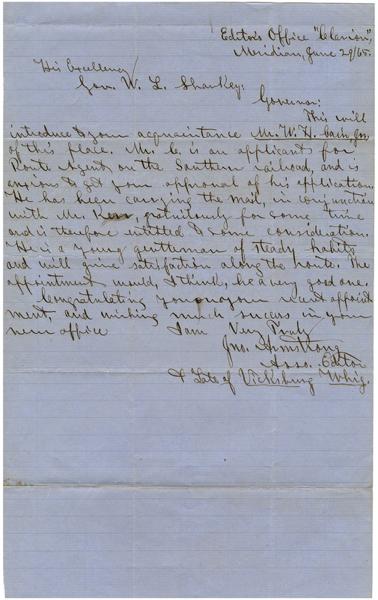 Editor's Office "Clarion",
Meridian, June 29/65.
His Excellency
Gov. W. L. Sharkey:
Governor:
This will
introduce to your acquaintance Mr. W. H.
of this place. Mr. C. is an applicant for
Route Agent on the Southern railroad, and is
anxious to get your approval of his application.
He has been carrying the mail, in conjunction
with Mr. gratuitously for some time
and is therefore entitled to some consideration.
He is a young gentleman of steady habits
and will give satisfaction along the route. The
appointment would, I think, be a very good one.
Congratulating you upon your recent appoint
ment, and wishing much success in your
new office I am Very Truly
Jno. Armstrong
Asso. Editor
& Late of Vicksburg Whig.